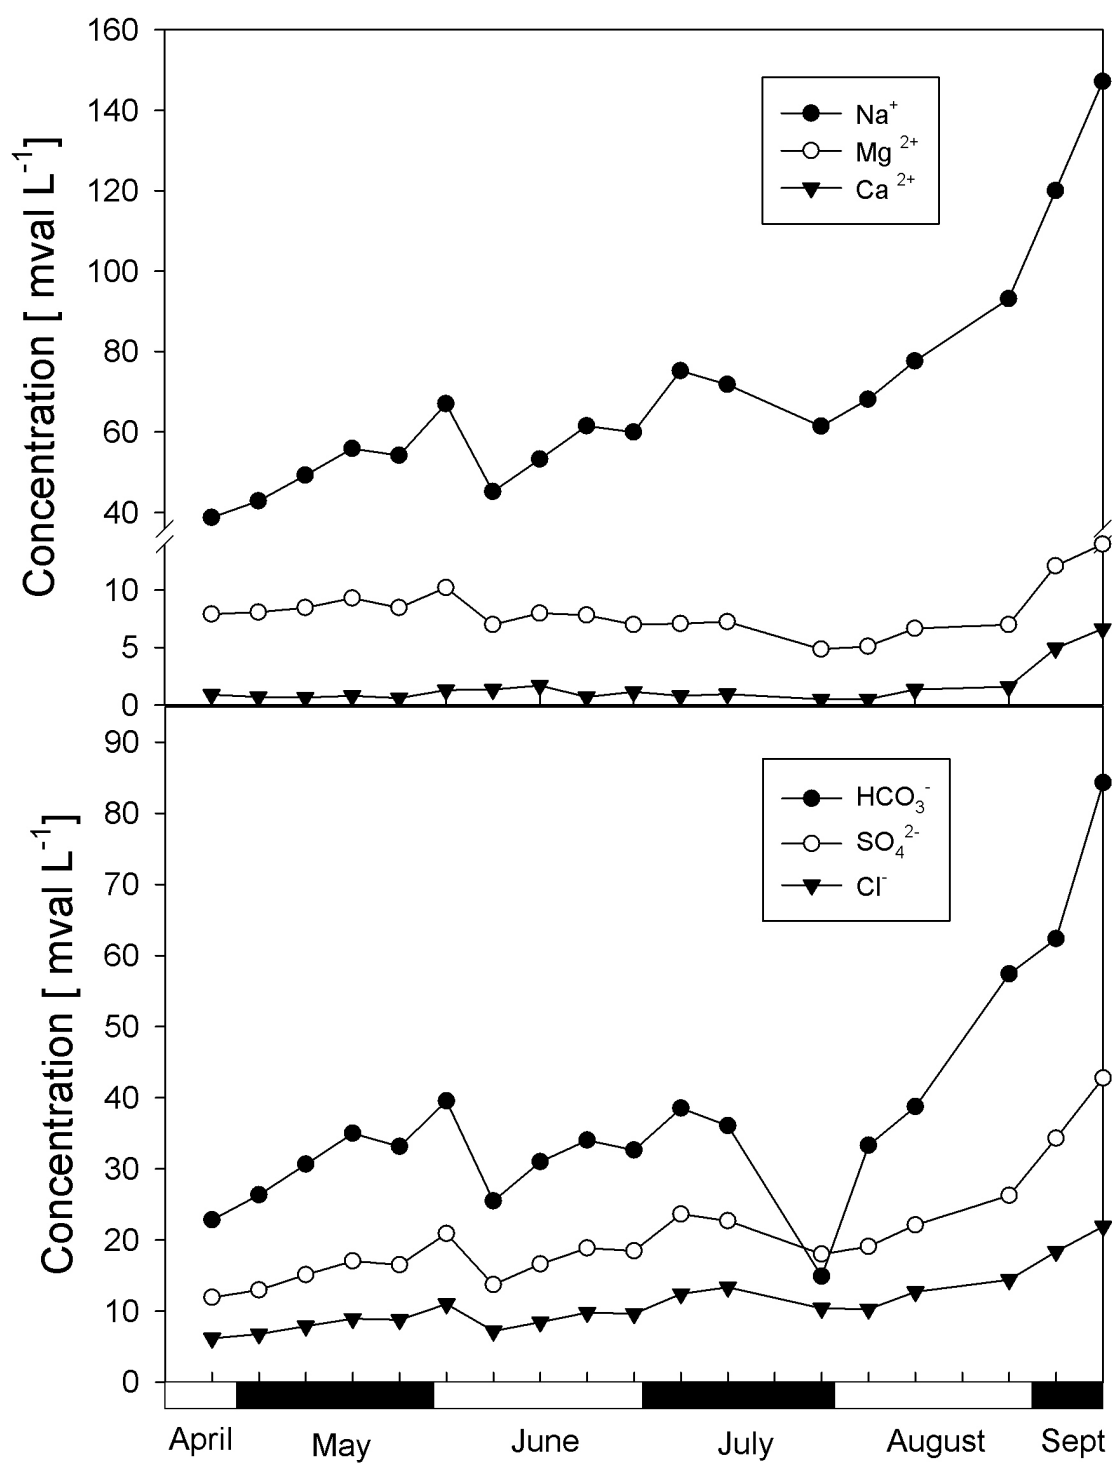 160
140
120
100
80
60
40
10
5
0
Concentration [ mval L⁻¹]
Na⁺
Mg ²⁺
Ca ²⁺
90
80
70
60
50
40
30
20
10
0
Concentration [ mval L⁻¹]
HCO₃⁻
SO₄²⁻
Cl⁻
April May June July August Sept